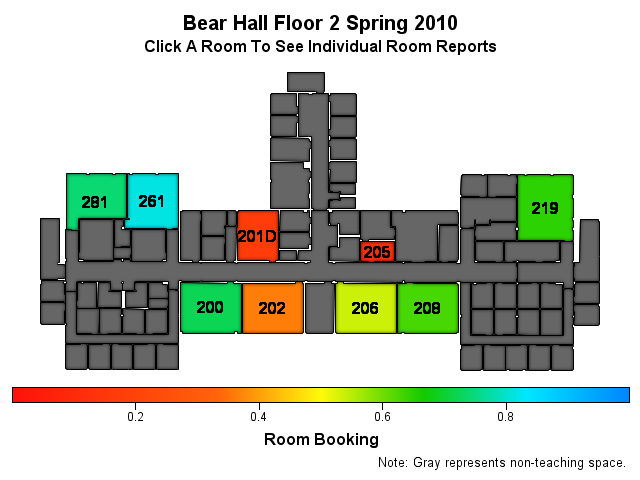 Bear Hall Floor 2 Spring 2010
Click A Room To See Individual Room Reports
281
261
219
201D
205
200
202
206
208
0.2
0.4
0.6
0.8
Room Booking
Note: Gray represents non-teaching space.